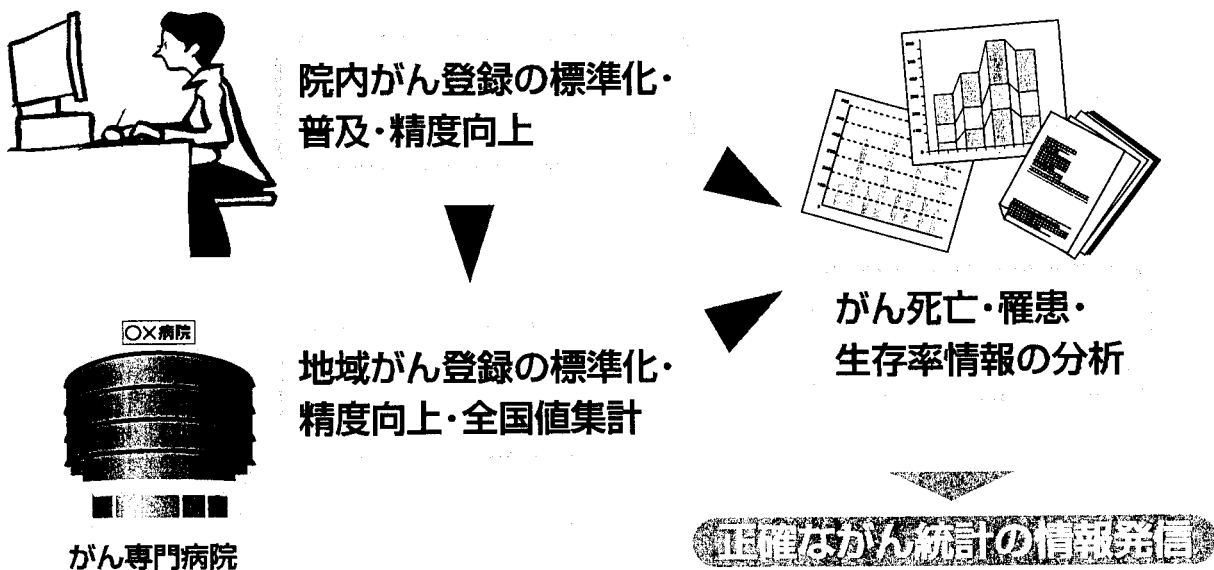 院内がん登録の標準化・
普及・精度向上
〇×病院
地域がん登録の標準化・
精度向上・全国値集計
がん専門病院
がん死亡・罹患・
生存率情報の分析
正確ながん統計の情報発信